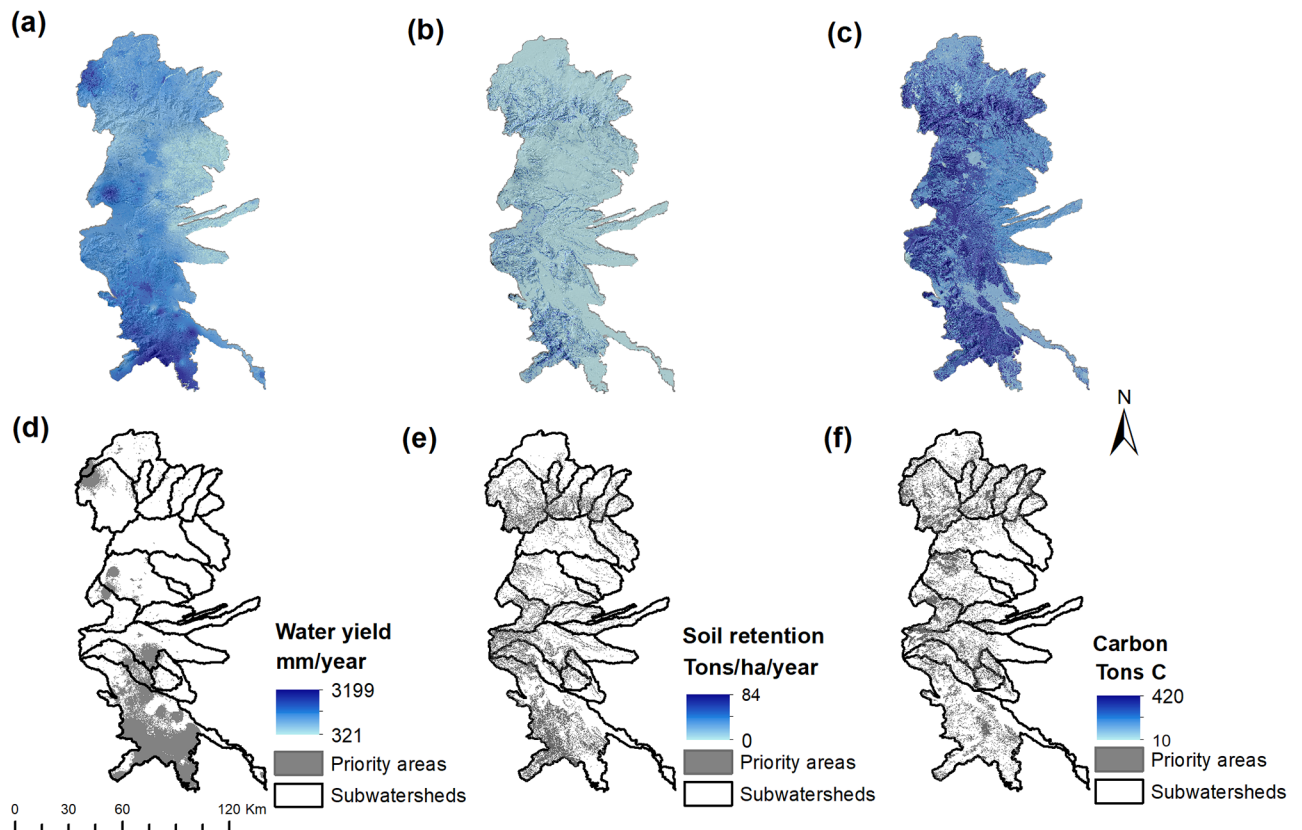 (a)
(b)
(c)
N
(d)
(e)
(f)
Water yield
mm/year
3199
321
Priority areas
Subwatersheds
Soil retention
Tons/ha/year
84
0
Priority areas
Subwatersheds
Carbon
Tons C
420
10
Priority areas
Subwatersheds
0 30 60 120 Km